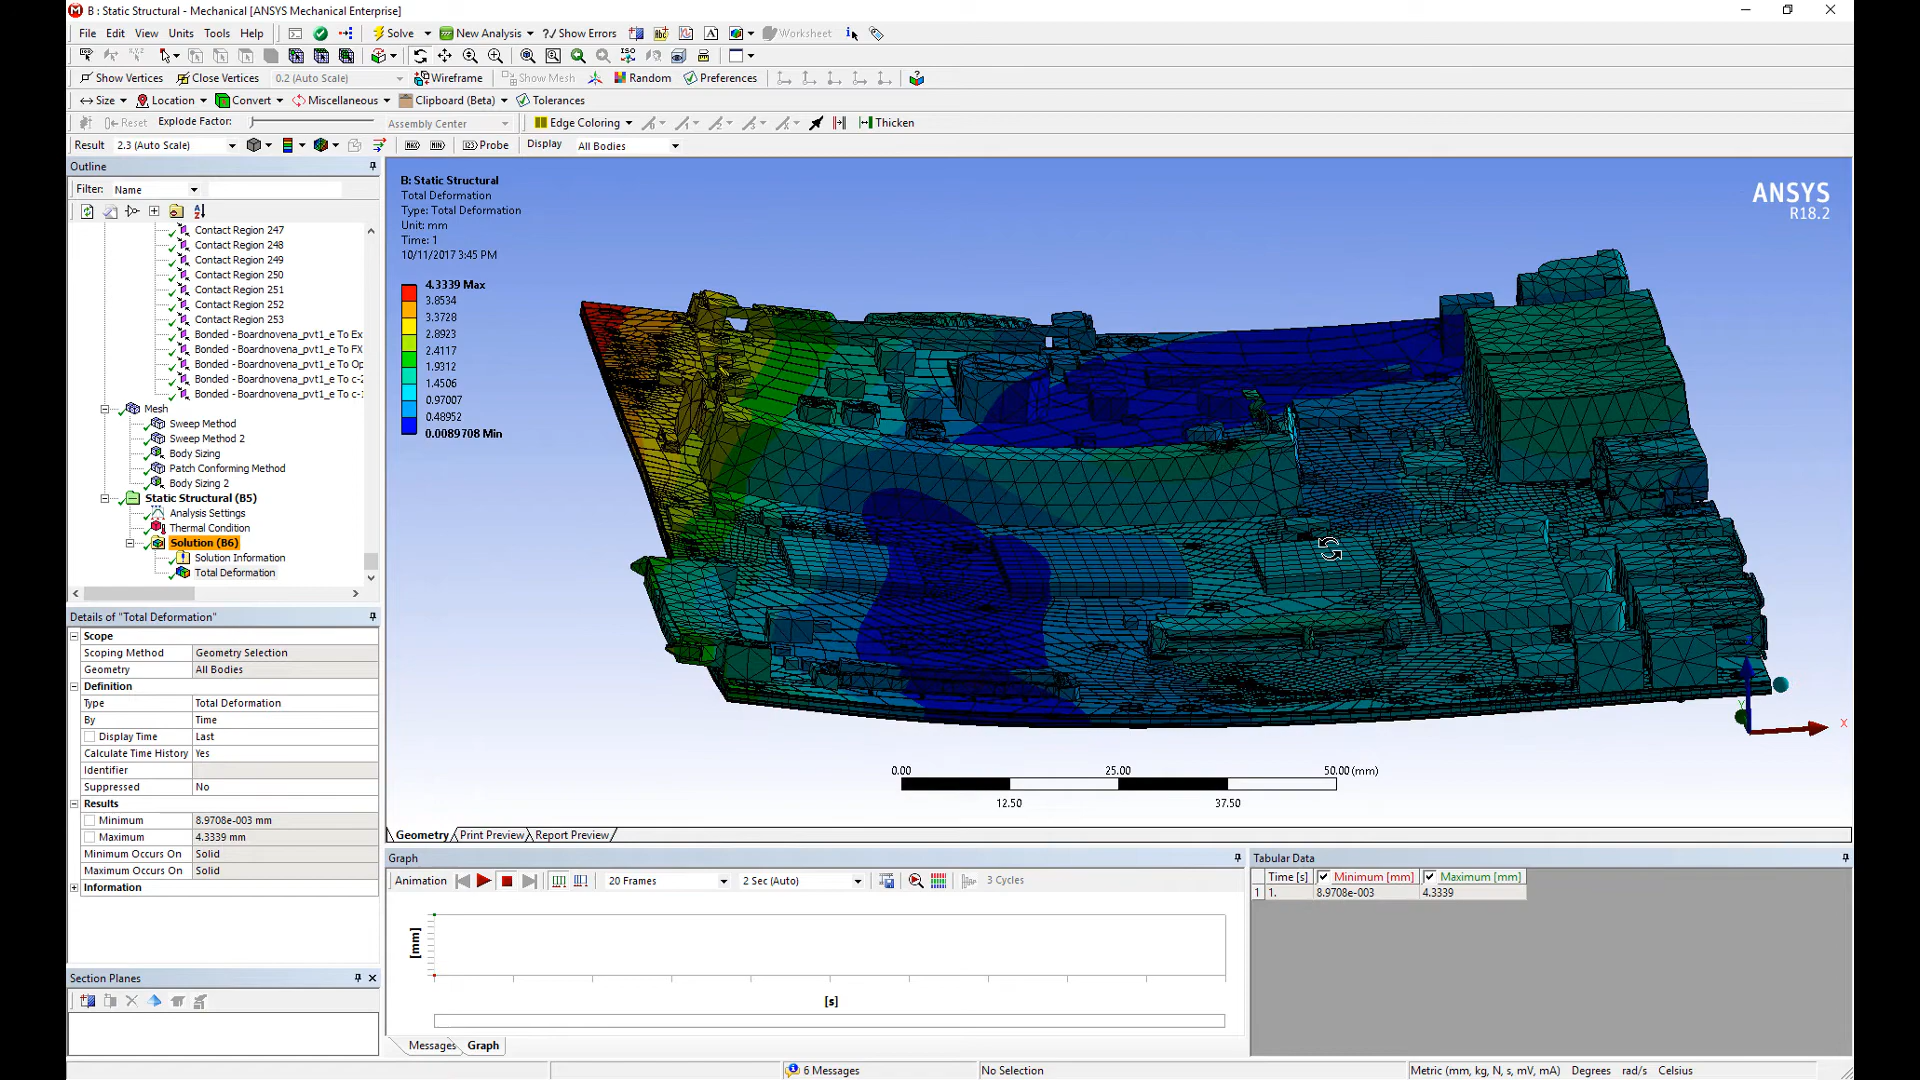 B : Static Structural - Mechanical [ANSYS Mechanical Enterprise]
File Edit View Units Tools Help Solve New Analysis ?/ Show Errors Worksheet
Show Vertices Close Vertices 0.2 (Auto Scale) Wireframe Show Mesh Random Preferences
Size Location Convert Miscellaneous Clipboard (Beta) Tolerances
Reset Explode Factor: Assembly Center Edge Coloring Thicken
Result 2.3 (Auto Scale) Probe Display All Bodies
Outline
Filter: Name
Contact Region 247
Contact Region 248
Contact Region 249
Contact Region 250
Contact Region 251
Contact Region 252
Contact Region 253
Bonded - Boardnovena_pvt1_e To Ex
Bonded - Boardnovena_pvt1_e To FX
Bonded - Boardnovena_pvt1_e To Op
Bonded - Boardnovena_pvt1_e To c-2
Bonded - Boardnovena_pvt1_e To c-1
Mesh
Sweep Method
Sweep Method 2
Body Sizing
Patch Conforming Method
Body Sizing 2
Static Structural (B5)
Analysis Settings
Thermal Condition
Solution (B6)
Solution Information
Total Deformation
Details of "Total Deformation"
Scope
Scoping Method Geometry Selection
Geometry All Bodies
Definition
Type Total Deformation
By Time
Display Time Last
Calculate Time History Yes
Identifier
Suppressed No
Results
Minimum 8.9708e-003 mm
Maximum 4.3339 mm
Minimum Occurs On Solid
Maximum Occurs On Solid
Information
Section Planes
B: Static Structural
Total Deformation
Type: Total Deformation
Unit: mm
Time: 1
10/11/2017 3:45 PM
4.3339 Max
3.8534
3.3728
2.8923
2.4117
1.9312
1.4506
0.97007
0.48952
0.0089708 Min
ANSYS
R18.2
X
Y
0.00 25.00 50.00 (mm)
12.50 37.50
Geometry Print Preview Report Preview
Graph
Animation 20 Frames 2 Sec (Auto) 3 Cycles
[mm]
[s]
Messages Graph
Tabular Data
Time [s] Minimum [mm] Maximum [mm]
1 1. 8.9708e-003 4.3339
6 Messages No Selection Metric (mm, kg, N, s, mV, mA) Degrees rad/s Celsius